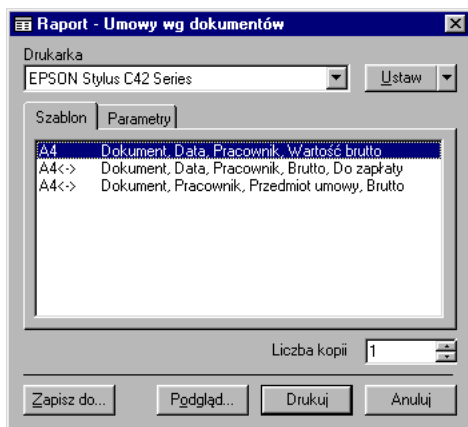 Raport - Umowy wg dokumentów
Drukarka
EPSON Stylus C42 Series
Ustaw
Szablon
Parametry
A4 Dokument, Data, Pracownik, Wartość brutto
A4<-> Dokument, Data, Pracownik, Brutto, Do zapłaty
A4<-> Dokument, Pracownik, Przedmiot umowy, Brutto
Liczba kopii
1
Zapisz do...
Podgląd...
Drukuj
Anuluj